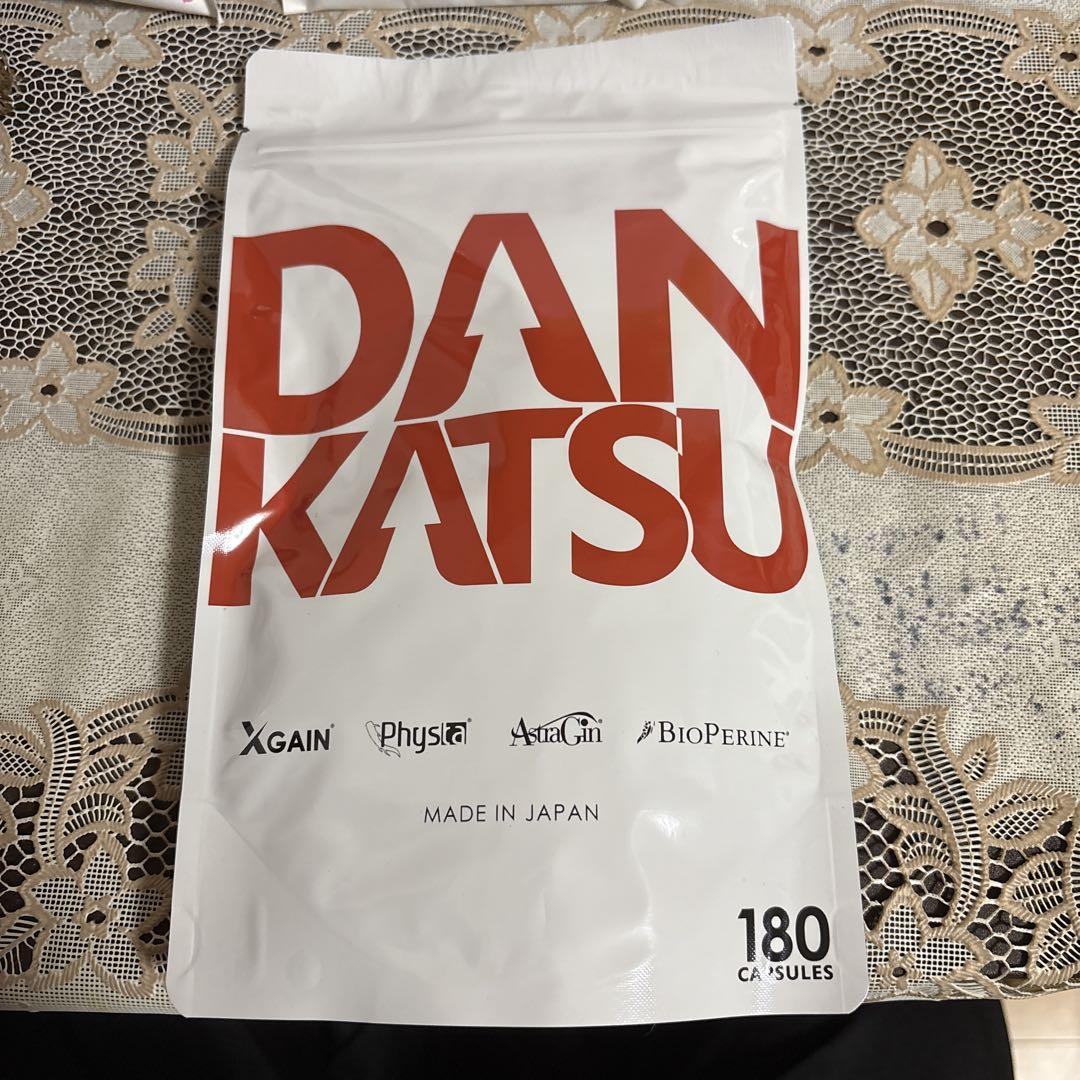 DAN
KATSU
XGAIN® Physta® AstraGin® BIOPERINE®
MADE IN JAPAN
180
CAPSULES